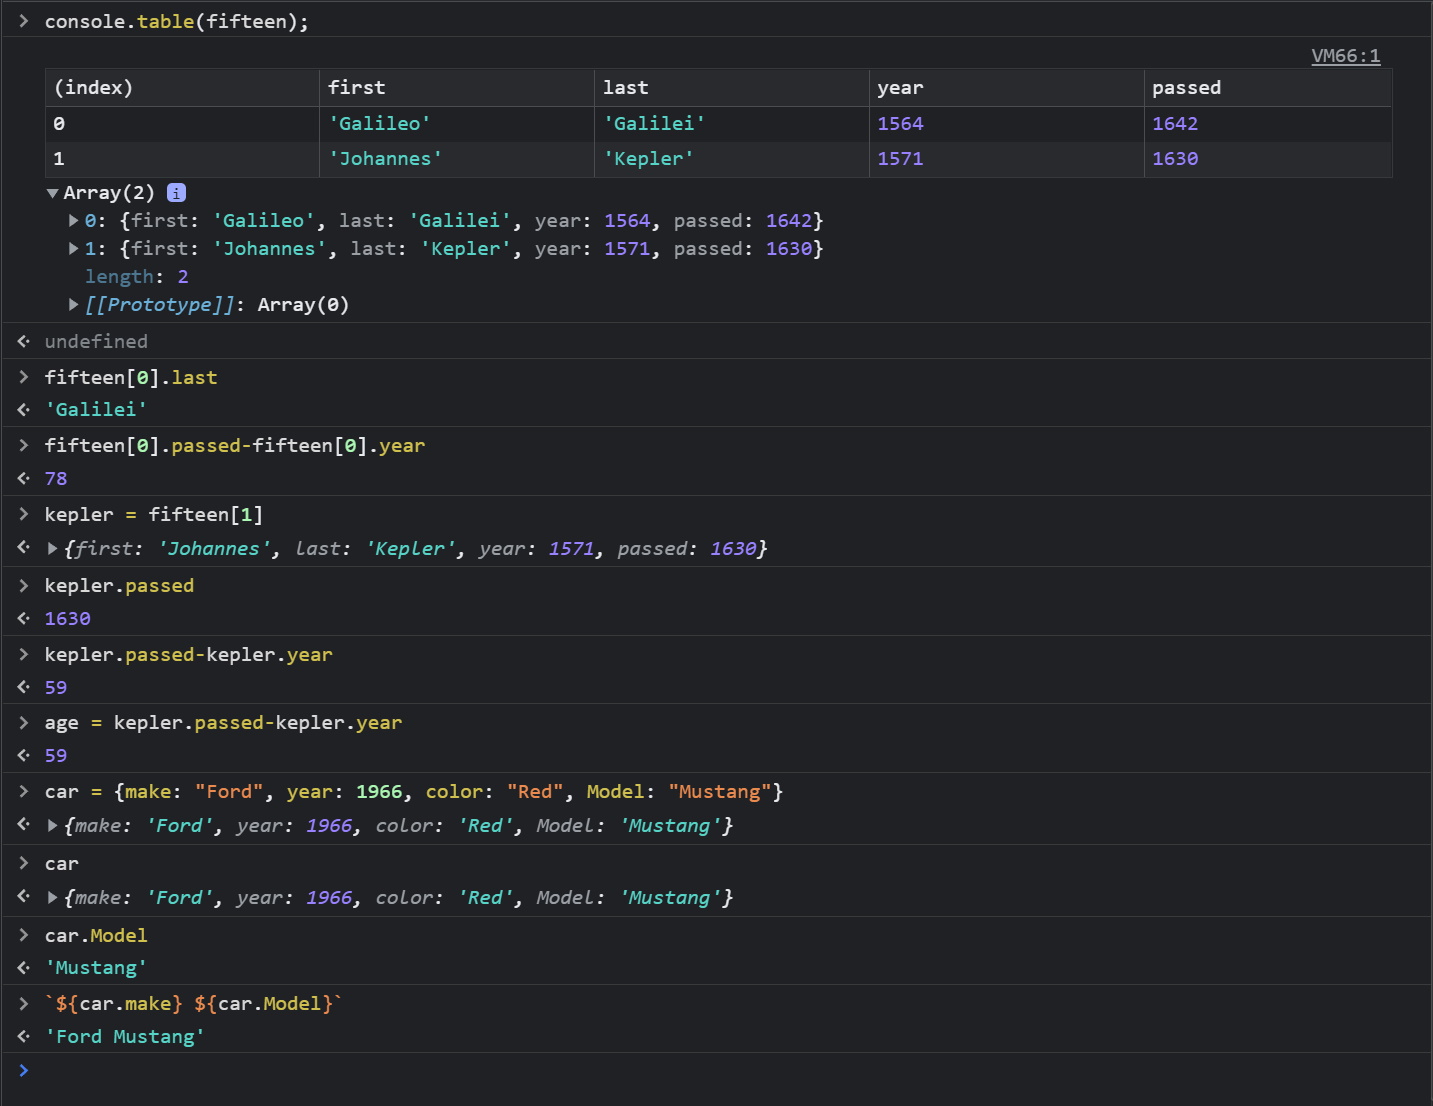 console.table(fifteen);
VM66:1
(index) first last year passed
0 'Galileo' 'Galilei' 1564 1642
1 'Johannes' 'Kepler' 1571 1630
Array(2) i
0: {first: 'Galileo', last: 'Galilei', year: 1564, passed: 1642}
1: {first: 'Johannes', last: 'Kepler', year: 1571, passed: 1630}
length: 2
[[Prototype]]: Array(0)
undefined
fifteen[0].last
'Galilei'
fifteen[0].passed-fifteen[0].year
78
kepler = fifteen[1]
{first: 'Johannes', last: 'Kepler', year: 1571, passed: 1630}
kepler.passed
1630
kepler.passed-kepler.year
59
age = kepler.passed-kepler.year
59
car = {make: "Ford", year: 1966, color: "Red", Model: "Mustang"}
{make: 'Ford', year: 1966, color: 'Red', Model: 'Mustang'}
car
{make: 'Ford', year: 1966, color: 'Red', Model: 'Mustang'}
car.Model
'Mustang'
`${car.make} ${car.Model}`
'Ford Mustang'